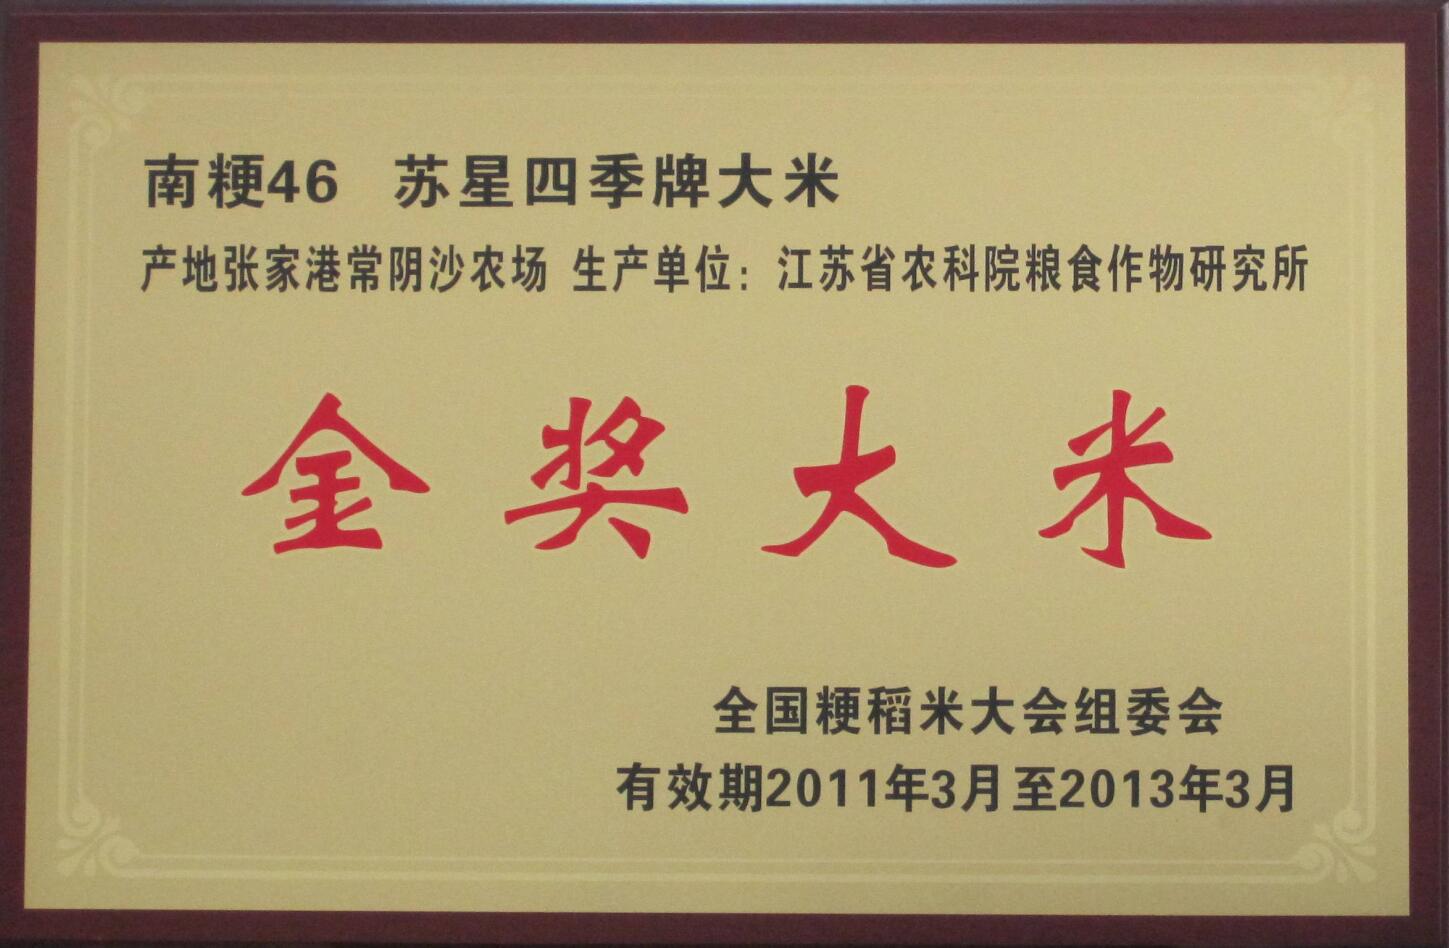 南粳46 苏星四季牌大米
产地张家港常阴沙农场 生产单位：江苏省农科院粮食作物研究所
金奖大米
全国粳稻米大会组委会
有效期2011年3月至2013年3月